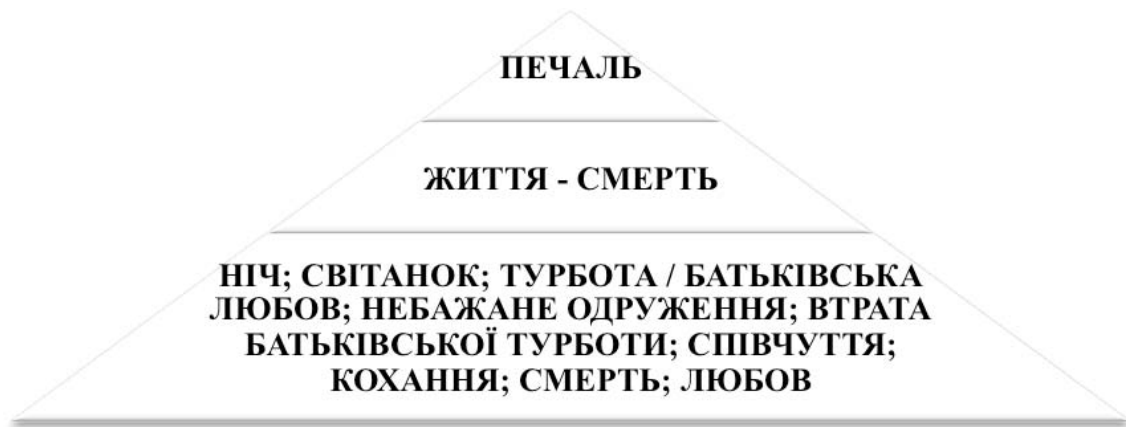 ПЕЧАЛЬ
ЖИТТЯ - СМЕРТЬ
НІЧ; СВІТАНОК; ТУРБОТА / БАТЬКІВСЬКА
ЛЮБОВ; НЕБАЖАНЕ ОДРУЖЕННЯ; ВТРАТА
БАТЬКІВСЬКОЇ ТУРБОТИ; СПІВЧУТТЯ;
КОХАННЯ; СМЕРТЬ; ЛЮБОВ